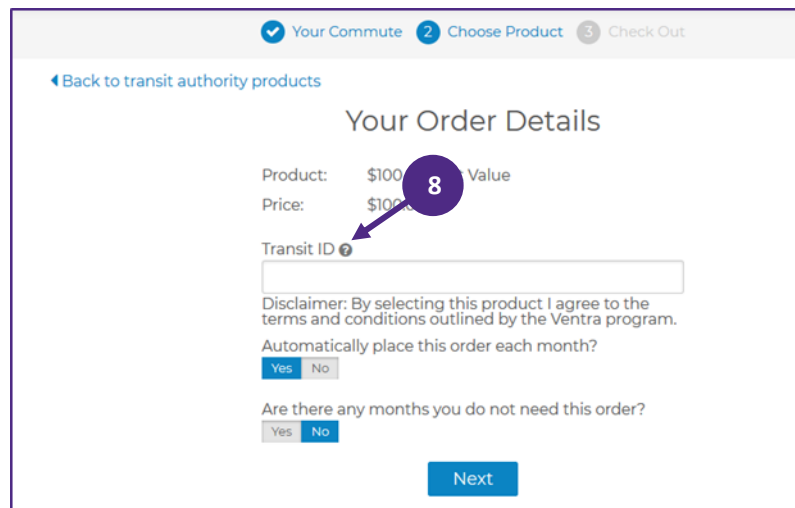 Your Commute 2 Choose Product 3 Check Out
Back to transit authority products
Your Order Details
Product: $100 Value
8
Price: $100.
Transit ID ?
Disclaimer: By selecting this product I agree to the
terms and conditions outlined by the Ventra program.
Automatically place this order each month?
Yes No
Are there any months you do not need this order?
Yes No
Next